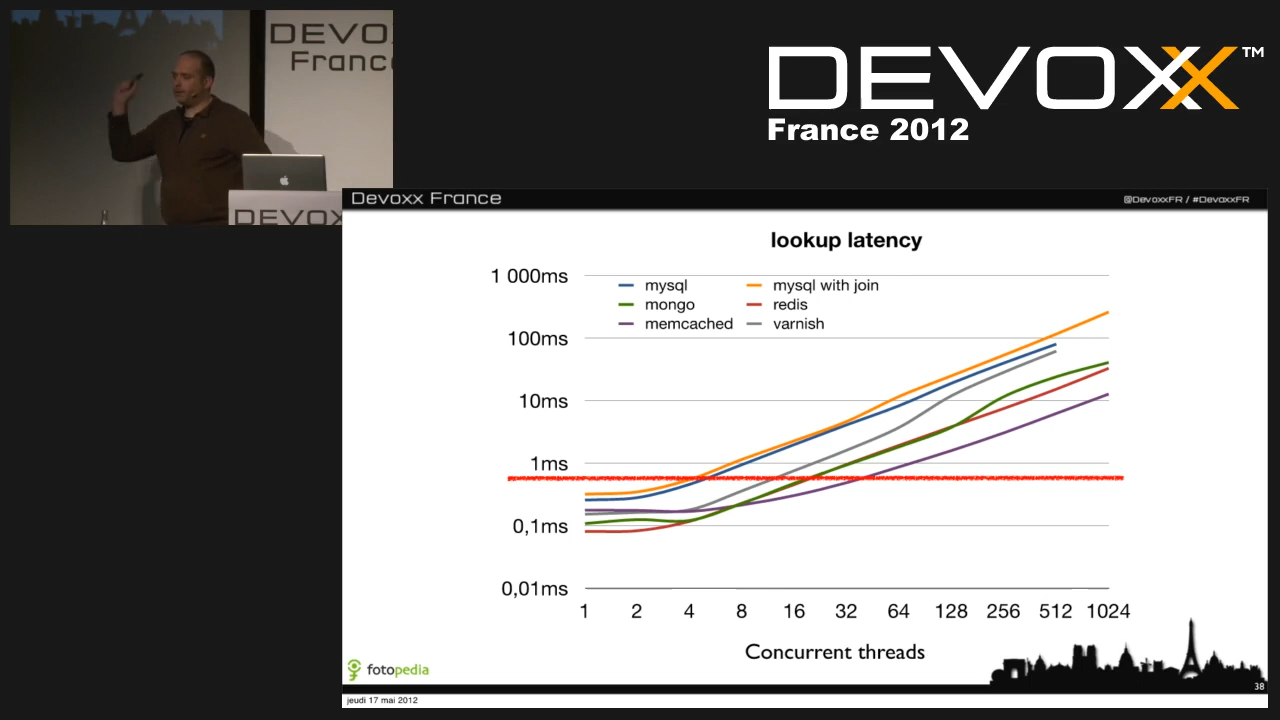 DEVO
France
DEVOX
DEVOXX™
France 2012
Devoxx France
@DevoxxFR / #DevoxxFR
lookup latency
1 000ms
100ms
10ms
1ms
0,1ms
0,01ms
mysql
mysql with join
mongo
redis
memcached
varnish
1 2 4 8 16 32 64 128 256 512 1024
Concurrent threads
fotopedia
38
jeudi 17 mai 2012